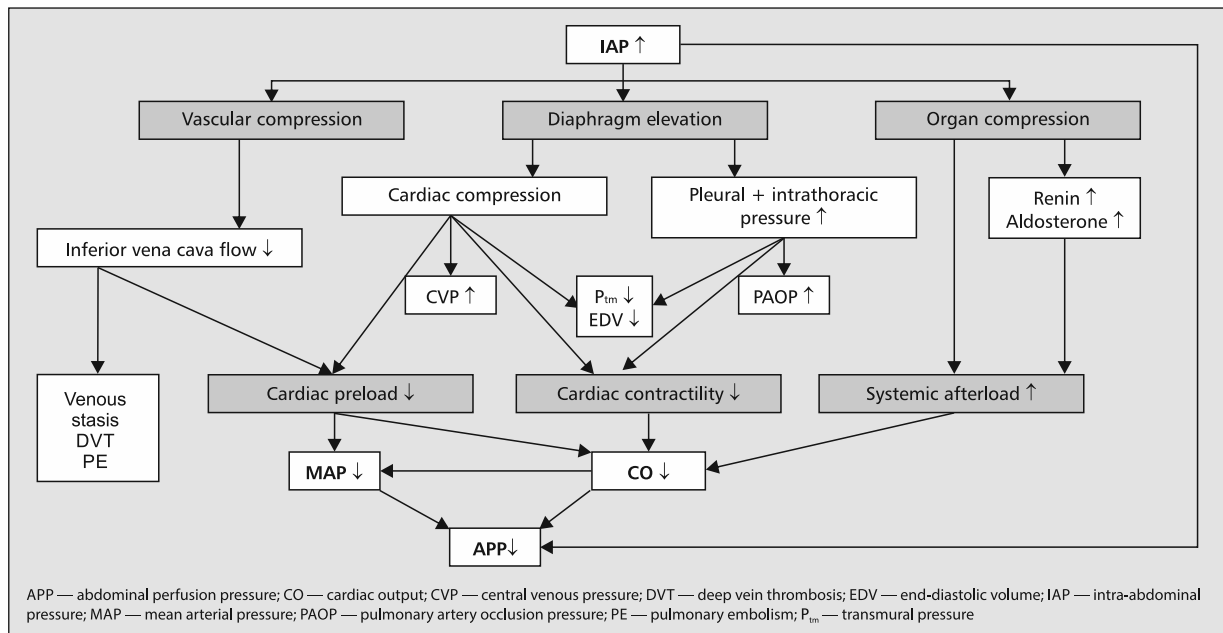 IAP ↑
Vascular compression
Diaphragm elevation
Organ compression
Cardiac compression
Pleural + intrathoracic
pressure ↑
Renin ↑
Aldosterone ↑
Inferior vena cava flow ↓
CVP ↑
Ptm ↓
EDV ↓
PAOP ↑
Venous
stasis
DVT
PE
Cardiac preload ↓
Cardiac contractility ↓
Systemic afterload ↑
MAP ↓
CO ↓
APP↓
APP — abdominal perfusion pressure; CO — cardiac output; CVP — central venous pressure; DVT — deep vein thrombosis; EDV — end-diastolic volume; IAP — intra-abdominal
pressure; MAP — mean arterial pressure; PAOP — pulmonary artery occlusion pressure; PE — pulmonary embolism; Ptm — transmural pressure